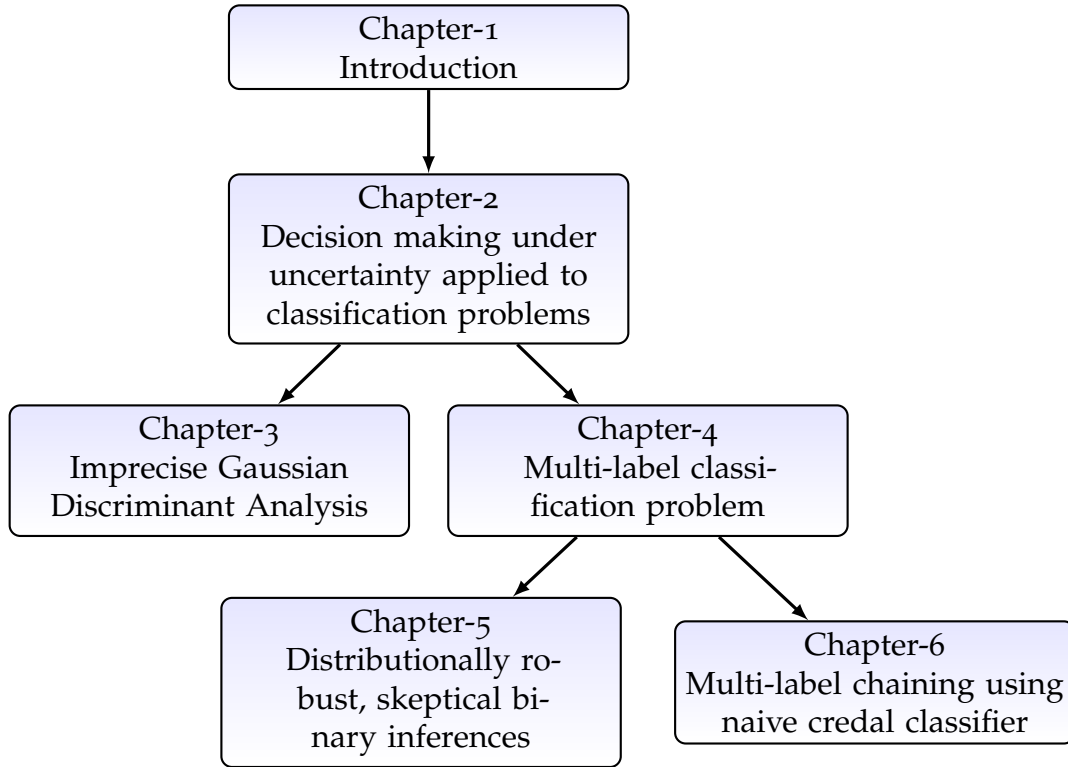 Chapter-1
Introduction
Chapter-2
Decision making under
uncertainty applied to
classification problems
Chapter-3
Imprecise Gaussian
Discriminant Analysis
Chapter-4
Multi-label classi-
fication problem
Chapter-5
Distributionally ro-
bust, skeptical bi-
nary inferences
Chapter-6
Multi-label chaining using
naive credal classifier